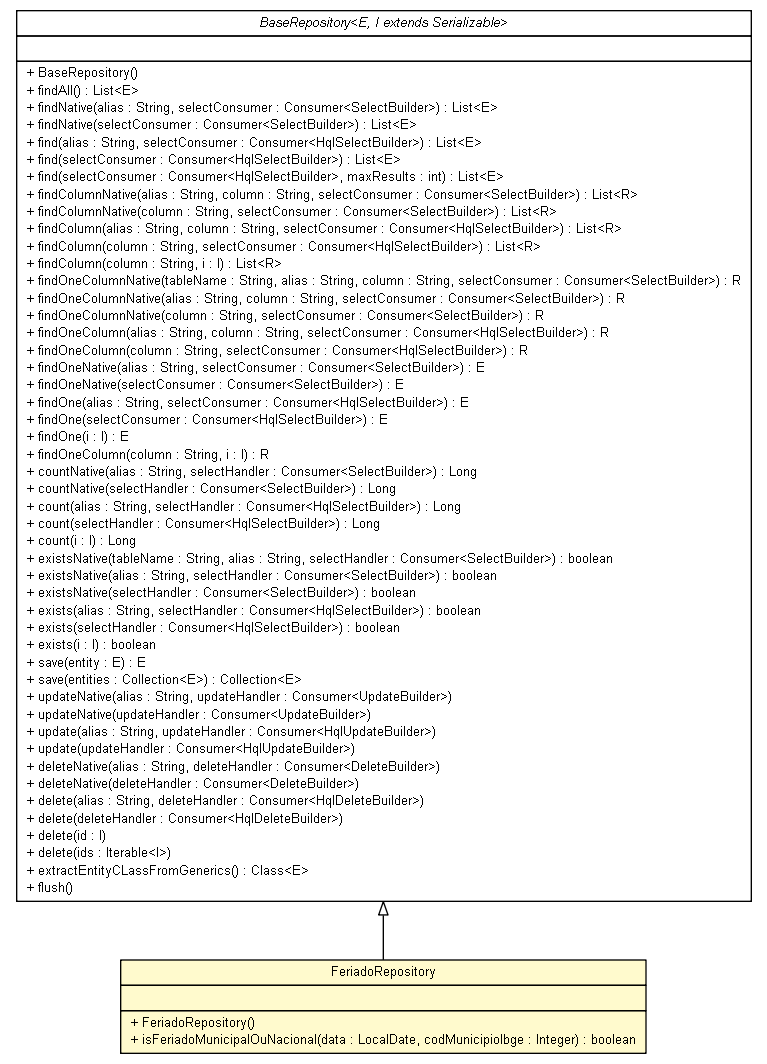 BaseRepository<E, I extends Serializable>
+ BaseRepository()
+ findAll() : List<E>
+ findNative(alias : String, selectConsumer : Consumer<SelectBuilder>) : List<E>
+ findNative(selectConsumer : Consumer<SelectBuilder>) : List<E>
+ find(alias : String, selectConsumer : Consumer<HqlSelectBuilder>) : List<E>
+ find(selectConsumer : Consumer<HqlSelectBuilder>) : List<E>
+ find(selectConsumer : Consumer<HqlSelectBuilder>, maxResults : int) : List<E>
+ findColumnNative(alias : String, column : String, selectConsumer : Consumer<SelectBuilder>) : List<R>
+ findColumnNative(column : String, selectConsumer : Consumer<SelectBuilder>) : List<R>
+ findColumn(alias : String, column : String, selectConsumer : Consumer<HqlSelectBuilder>) : List<R>
+ findColumn(column : String, selectConsumer : Consumer<HqlSelectBuilder>) : List<R>
+ findColumn(column : String, i : I) : List<R>
+ findOneColumnNative(tableName : String, alias : String, column : String, selectConsumer : Consumer<SelectBuilder>) : R
+ findOneColumnNative(alias : String, column : String, selectConsumer : Consumer<SelectBuilder>) : R
+ findOneColumnNative(column : String, selectConsumer : Consumer<SelectBuilder>) : R
+ findOneColumn(alias : String, column : String, selectConsumer : Consumer<HqlSelectBuilder>) : R
+ findOneColumn(column : String, selectConsumer : Consumer<HqlSelectBuilder>) : R
+ findOneNative(alias : String, selectConsumer : Consumer<SelectBuilder>) : E
+ findOneNative(selectConsumer : Consumer<SelectBuilder>) : E
+ findOne(alias : String, selectConsumer : Consumer<HqlSelectBuilder>) : E
+ findOne(selectConsumer : Consumer<HqlSelectBuilder>) : E
+ findOne(i : I) : E
+ findOneColumn(column : String, i : I) : R
+ countNative(alias : String, selectHandler : Consumer<SelectBuilder>) : Long
+ countNative(selectHandler : Consumer<SelectBuilder>) : Long
+ count(alias : String, selectHandler : Consumer<HqlSelectBuilder>) : Long
+ count(selectHandler : Consumer<HqlSelectBuilder>) : Long
+ count(i : I) : Long
+ existsNative(tableName : String, alias : String, selectHandler : Consumer<SelectBuilder>) : boolean
+ existsNative(alias : String, selectHandler : Consumer<SelectBuilder>) : boolean
+ existsNative(selectHandler : Consumer<SelectBuilder>) : boolean
+ exists(alias : String, selectHandler : Consumer<HqlSelectBuilder>) : boolean
+ exists(selectHandler : Consumer<HqlSelectBuilder>) : boolean
+ exists(i : I) : boolean
+ save(entity : E) : E
+ save(entities : Collection<E>) : Collection<E>
+ updateNative(alias : String, updateHandler : Consumer<UpdateBuilder>)
+ updateNative(updateHandler : Consumer<UpdateBuilder>)
+ update(alias : String, updateHandler : Consumer<HqlUpdateBuilder>)
+ update(updateHandler : Consumer<HqlUpdateBuilder>)
+ deleteNative(alias : String, deleteHandler : Consumer<DeleteBuilder>)
+ deleteNative(deleteHandler : Consumer<DeleteBuilder>)
+ delete(alias : String, deleteHandler : Consumer<HqlDeleteBuilder>)
+ delete(deleteHandler : Consumer<HqlDeleteBuilder>)
+ delete(id : I)
+ delete(ids : Iterable<I>)
+ extractEntityCLassFromGenerics() : Class<E>
+ flush()
FeriadoRepository
+ FeriadoRepository()
+ isFeriadoMunicipalOuNacional(data : LocalDate, codMunicipioIbge : Integer) : boolean